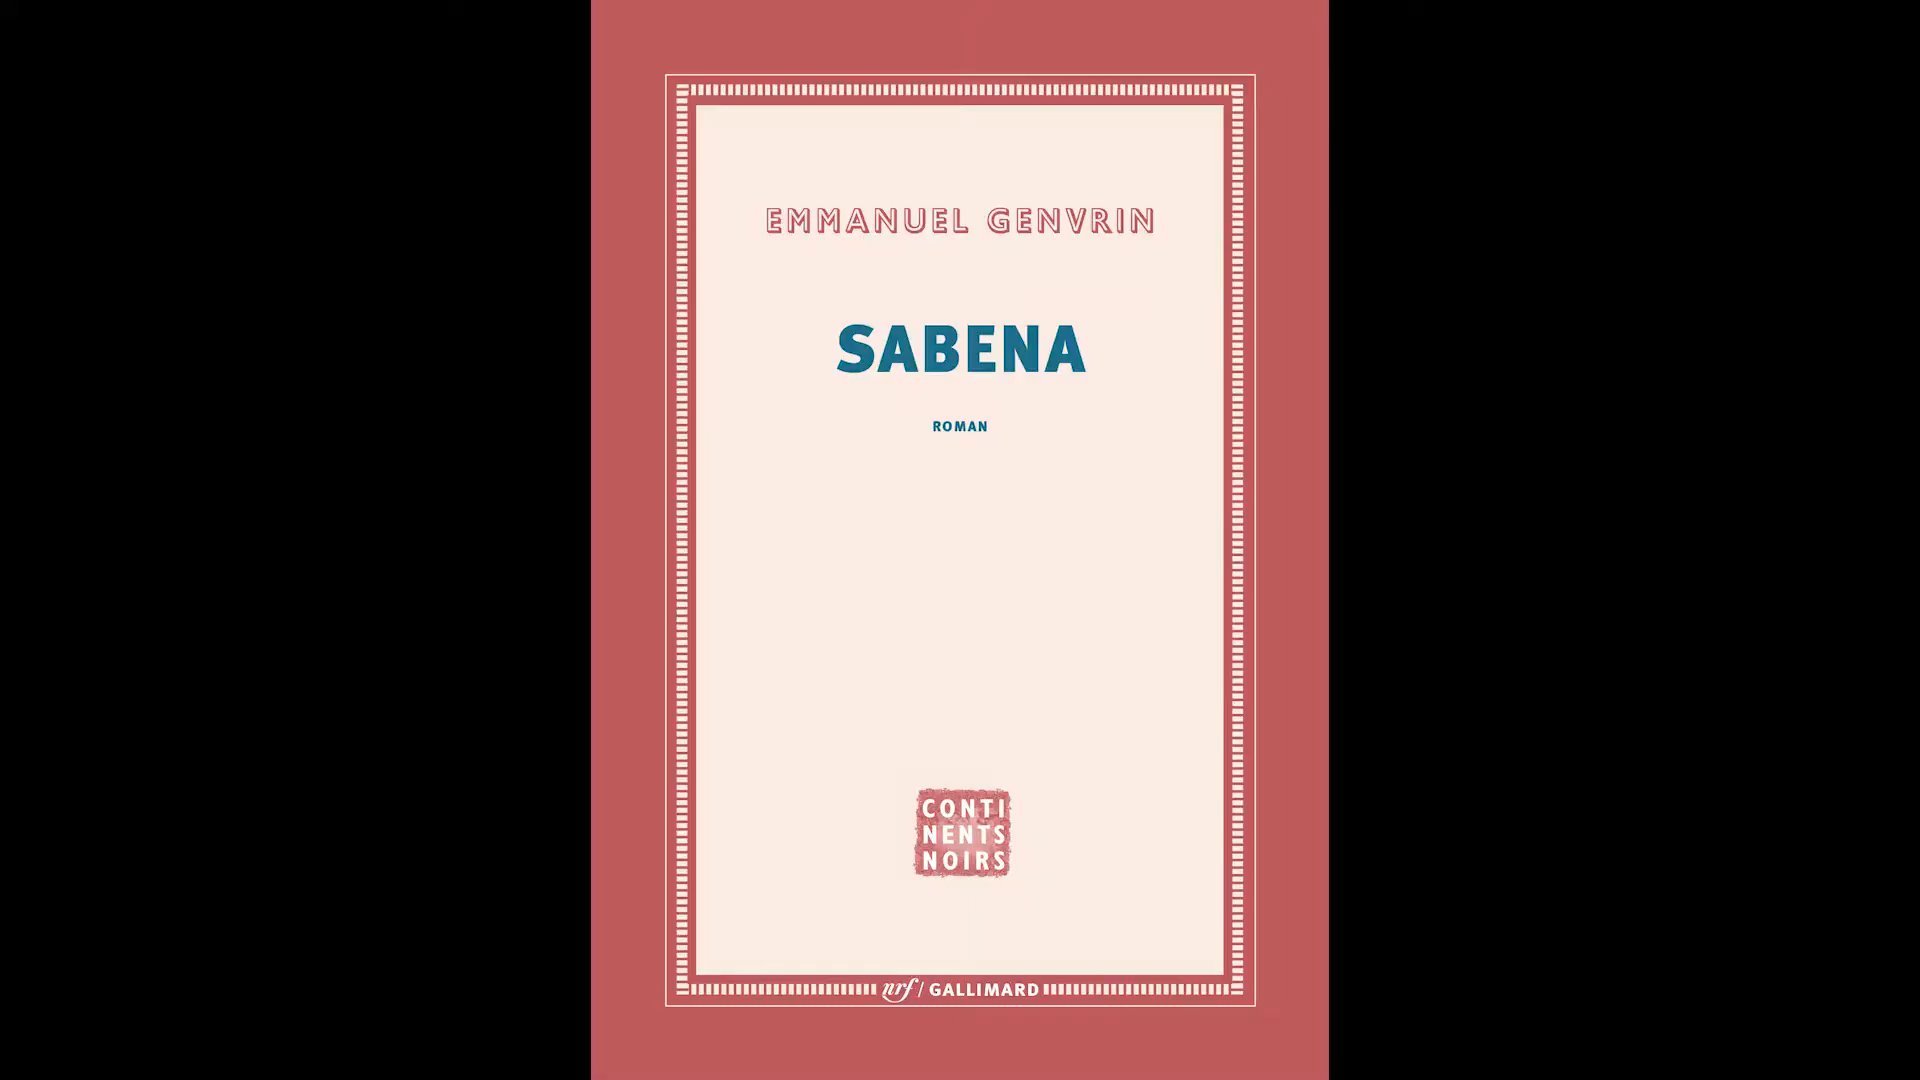 EMMANUEL GENVRIN
SABENA
ROMAN
CONTI
NENTS
NOIRS
nrf / GALLIMARD